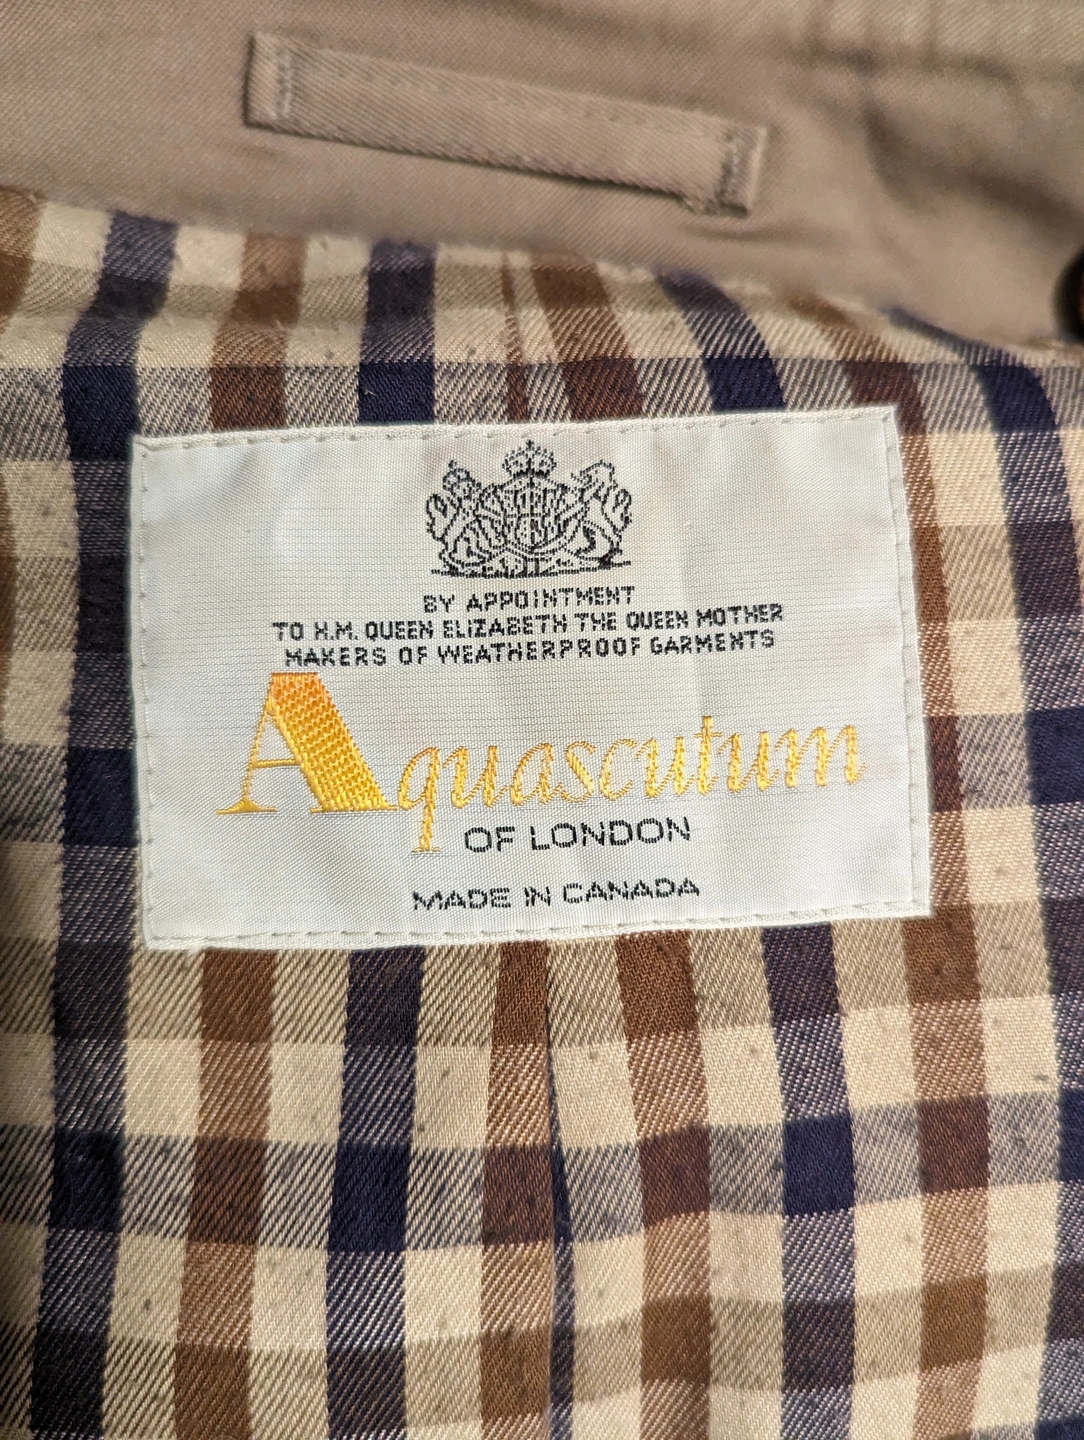 BY APPOINTMENT
TO H.M. QUEEN ELIZABETH THE QUEEN MOTHER
MAKERS OF WEATHERPROOF GARMENTS
Aquascutum
OF LONDON
MADE IN CANADA